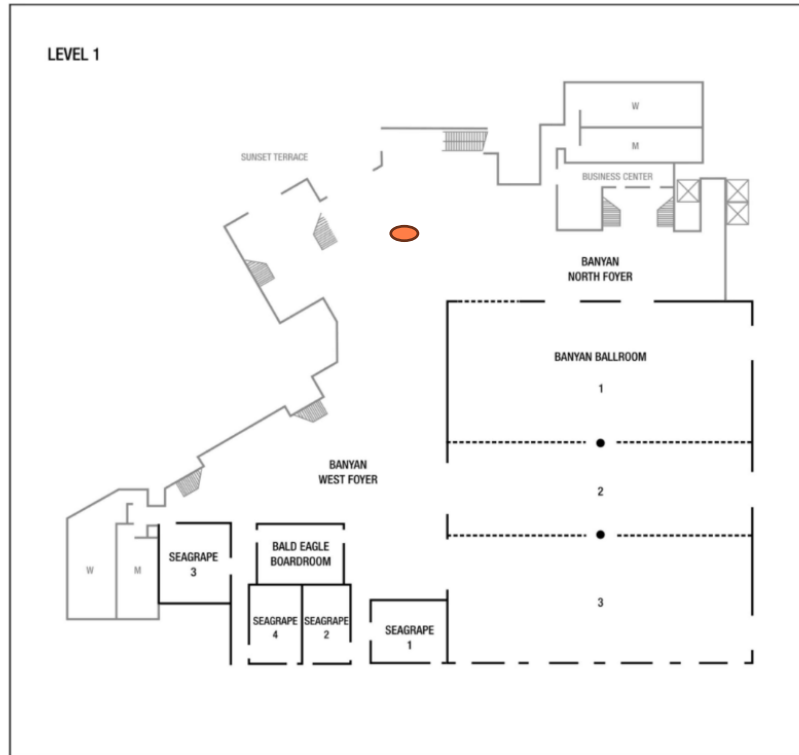 LEVEL 1
W
M
SUNSET TERRACE
BUSINESS CENTER
BANYAN
NORTH FOYER
BANYAN BALLROOM
1
BANYAN
WEST FOYER
2
W
M
SEAGRAPE
3
BALD EAGLE
BOARDROOM
SEAGRAPE
4
SEAGRAPE
2
SEAGRAPE
1
3